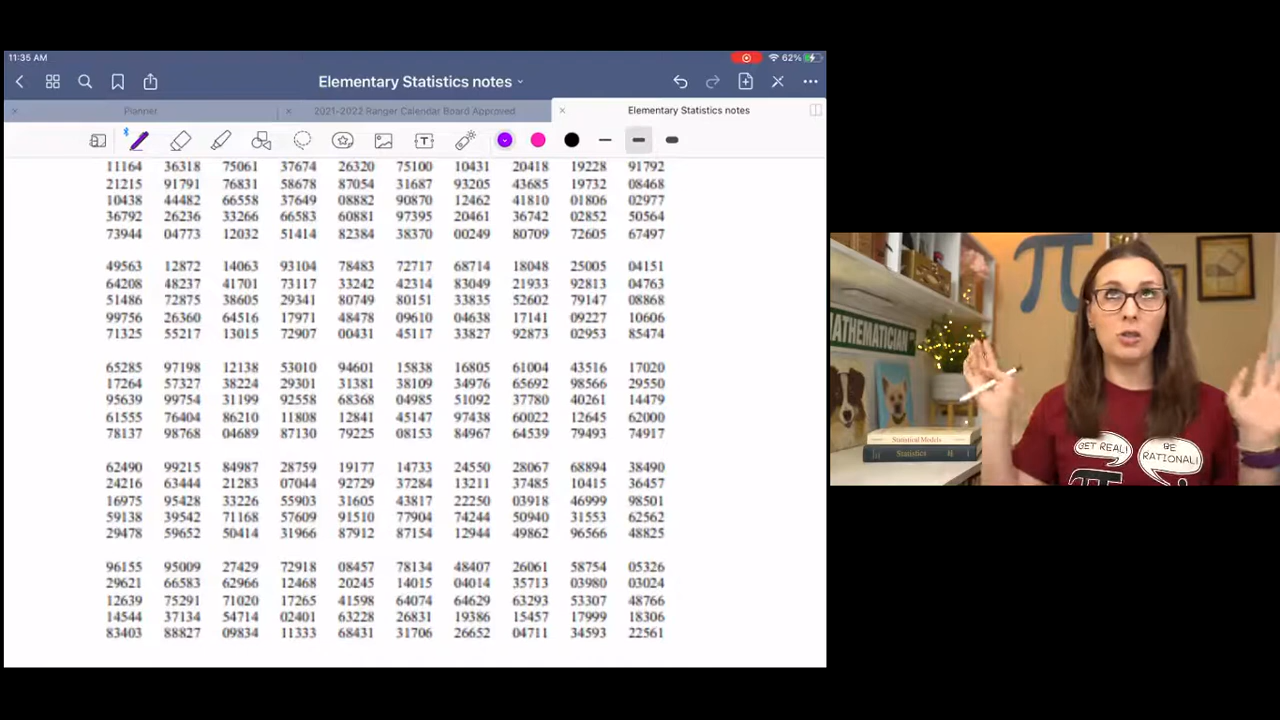 11:35 AM
62%
Elementary Statistics notes
Planner
2021-2022 Ranger Calendar Board Approved
Elementary Statistics notes
11164 36318 75061 37674 26320 75100 10431 20418 19228 91792
21215 91791 76831 58678 87054 31687 93205 43685 19732 08468
10438 44482 66558 37649 08882 90870 12462 41810 01806 02977
36792 26236 33266 66583 60881 97395 20461 36742 02852 50564
73944 04773 12032 51414 82384 38370 00249 80709 72605 67497
49563 12872 14063 93104 78483 72717 68714 18048 25005 04151
64208 48237 41701 73117 33242 42314 83049 21933 92813 04763
51486 72875 38605 29341 80749 80151 33835 52602 79147 08868
99756 26360 64516 17971 48478 09610 04638 17141 09227 10606
71325 55217 13015 72907 00431 45117 33827 92873 02953 85474
65285 97198 12138 53010 94601 15838 16805 61004 43516 17020
17264 57327 38224 29301 31381 38109 34976 65692 98566 29550
95639 99754 31199 92558 68368 04985 51092 37780 40261 14479
61555 76404 86210 11808 12841 45147 97438 60022 12645 62000
78137 98768 04689 87130 79225 08153 84967 64539 79493 74917
62490 99215 84987 28759 19177 14733 24550 28067 68894 38490
24216 63444 21283 07044 92729 37284 13211 37485 10415 36457
16975 95428 33226 55903 31605 43817 22250 03918 46999 98501
59138 39542 71168 57609 91510 77904 74244 50940 31553 62562
29478 59652 50414 31966 87912 87154 12944 49862 96566 48825
96155 95009 27429 72918 08457 78134 48407 26061 58754 05326
29621 66583 62966 12468 20245 14015 04014 35713 03980 03024
12639 75291 71020 17265 41598 64074 64629 63293 53307 48766
14544 37134 54714 02401 63228 26831 19386 15457 17999 18306
83403 88827 09834 11333 68431 31706 26652 04711 34593 22561
MATHEMATICIAN
Statistical Models
Statistics
GET REAL!
BE RATIONAL!